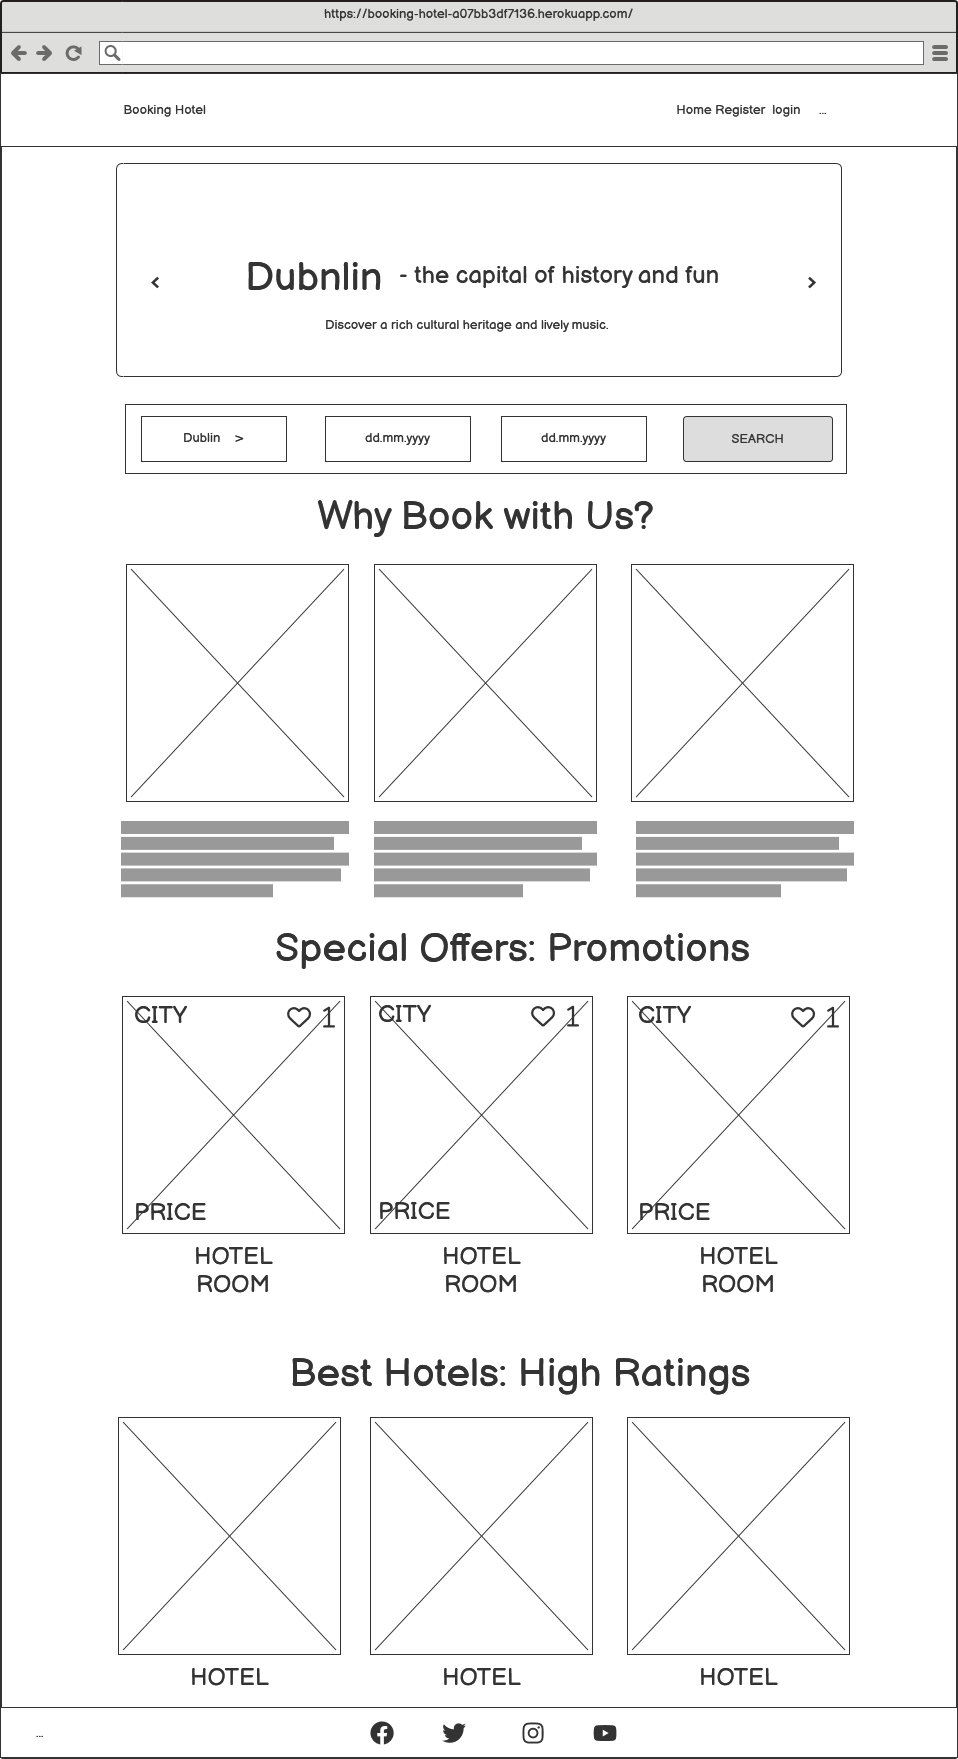 https://booking-hotel-a07bb3df7136.herokuapp.com/
Booking Hotel Home Register login ...
Dubnlin - the capital of history and fun
Discover a rich cultural heritage and lively music.
Dublin > dd.mm.yyyy dd.mm.yyyy SEARCH
Why Book with Us?
Special Offers: Promotions
CITY 1 CITY 1 CITY 1
PRICE PRICE PRICE
HOTEL HOTEL HOTEL
ROOM ROOM ROOM
Best Hotels: High Ratings
HOTEL HOTEL HOTEL
...